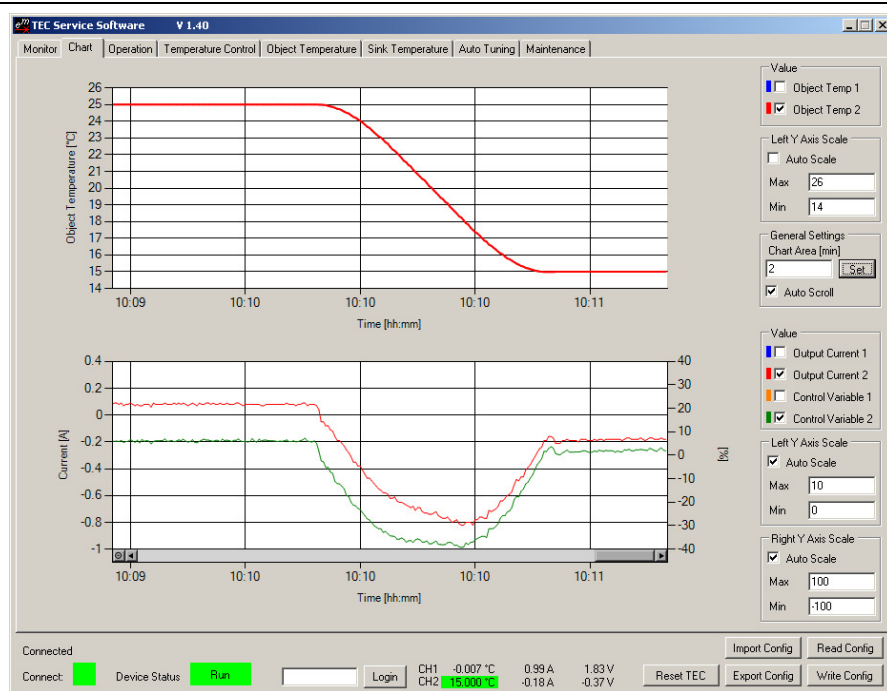 TEC Service Software V 1.40
Monitor Chart Operation Temperature Control Object Temperature Sink Temperature Auto Tuning Maintenance
Object Temperature [°C]
26
25
24
23
22
21
20
19
18
17
16
15
14
10:09 10:10 10:10 10:10 10:11
Time [hh:mm]
Value
Object Temp 1
Object Temp 2
Left Y Axis Scale
Auto Scale
Max 26
Min 14
General Settings
Chart Area [min]
2 Set
Auto Scroll
Current [A]
0.4
0.2
0
-0.2
-0.4
-0.6
-0.8
-1
40
30
20
10
0
-10
-20
-30
-40
[%]
10:09 10:10 10:10 10:10 10:11
Time [hh:mm]
Value
Output Current 1
Output Current 2
Control Variable 1
Control Variable 2
Left Y Axis Scale
Auto Scale
Max 10
Min 0
Right Y Axis Scale
Auto Scale
Max 100
Min -100
Connected
Connect: Device Status Run Login
CH1 -0.007 °C 0.99 A 1.83 V
CH2 15.000 °C -0.18 A -0.37 V
Reset TEC
Import Config Read Config
Export Config Write Config